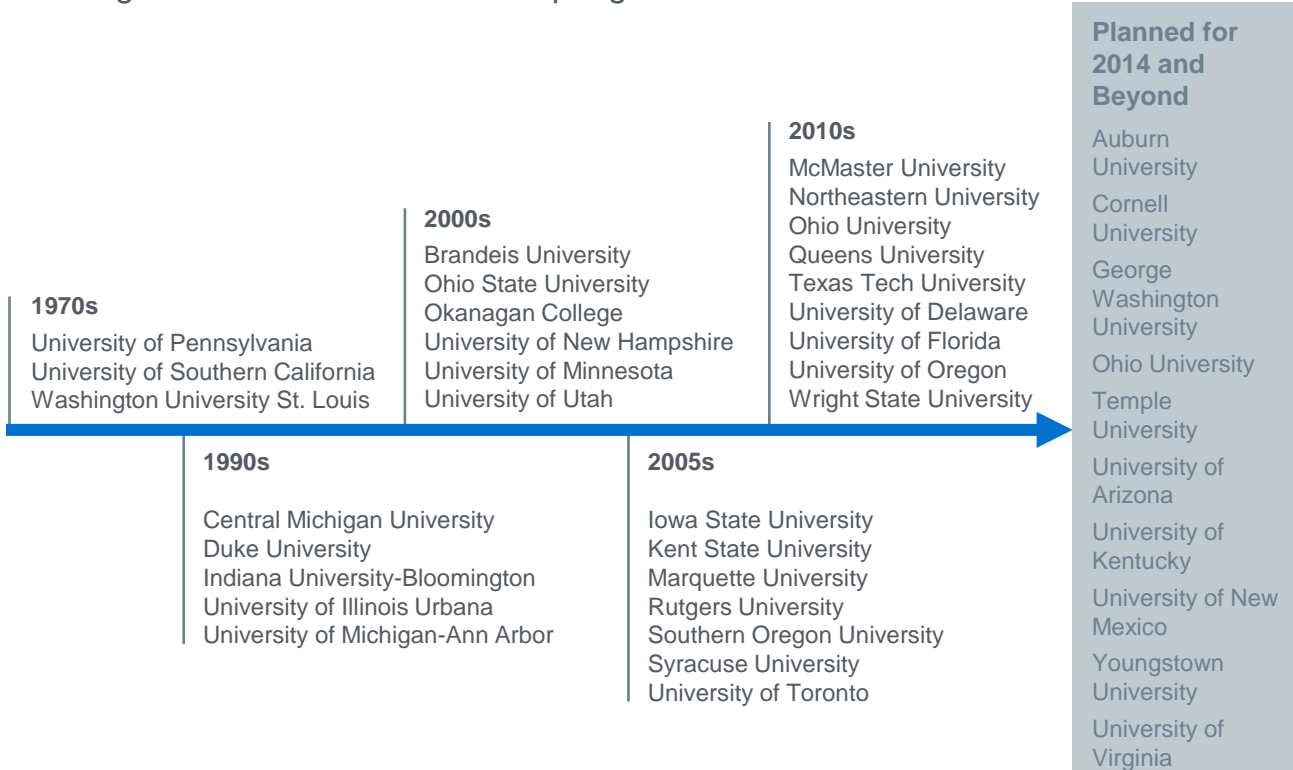 1970s
University of Pennsylvania
University of Southern California
Washington University St. Louis
1990s
Central Michigan University
Duke University
Indiana University-Bloomington
University of Illinois Urbana
University of Michigan-Ann Arbor
2000s
Brandeis University
Ohio State University
Okanagan College
University of New Hampshire
University of Minnesota
University of Utah
2005s
Iowa State University
Kent State University
Marquette University
Rutgers University
Southern Oregon University
Syracuse University
University of Toronto
2010s
McMaster University
Northeastern University
Ohio University
Queens University
Texas Tech University
University of Delaware
University of Florida
University of Oregon
Wright State University
Planned for
2014 and
Beyond
Auburn
University
Cornell
University
George
Washington
University
Ohio University
Temple
University
University of
Arizona
University of
Kentucky
University of New
Mexico
Youngstown
University
University of
Virginia